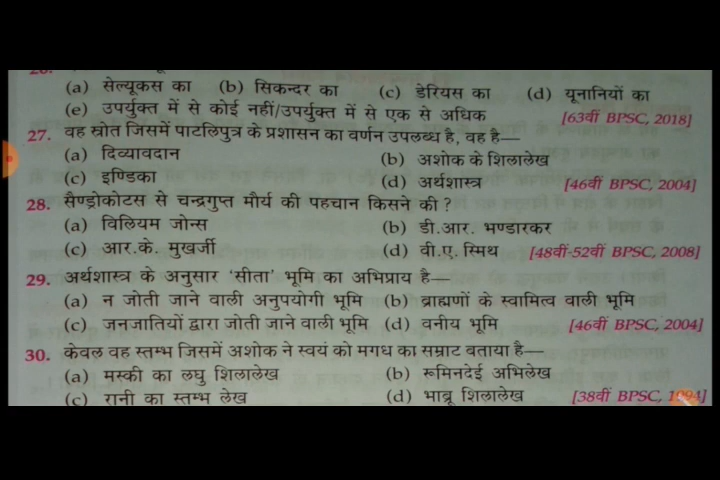 (a) सेल्यूकस का (b) सिकन्दर का (c) डेरियस का (d) यूनानियों का
(e) उपर्युक्त में से कोई नहीं/उपर्युक्त में से एक से अधिक [63वीं BPSC, 2018]
27. वह स्रोत जिसमें पाटलिपुत्र के प्रशासन का वर्णन उपलब्ध है, वह है—
(a) दिव्यावदान (b) अशोक के शिलालेख
(c) इण्डिका (d) अर्थशास्त्र [46वीं BPSC, 2004]
28. सैण्ड्रोकोटस से चन्द्रगुप्त मौर्य की पहचान किसने की ?
(a) विलियम जोन्स (b) डी.आर. भण्डारकर
(c) आर.के. मुखर्जी (d) वी.ए. स्मिथ [48वीं-52वीं BPSC, 2008]
29. अर्थशास्त्र के अनुसार ‘सीता’ भूमि का अभिप्राय है—
(a) न जोती जाने वाली अनुपयोगी भूमि (b) ब्राह्मणों के स्वामित्व वाली भूमि
(c) जनजातियों द्वारा जोती जाने वाली भूमि (d) वनीय भूमि [46वीं BPSC, 2004]
30. केवल वह स्तम्भ जिसमें अशोक ने स्वयं को मगध का सम्राट बताया है—
(a) मस्की का लघु शिलालेख (b) रूमिनदेई अभिलेख
(c) रानी का स्तम्भ लेख (d) भाब्रू शिलालेख [38वीं BPSC, 1994]